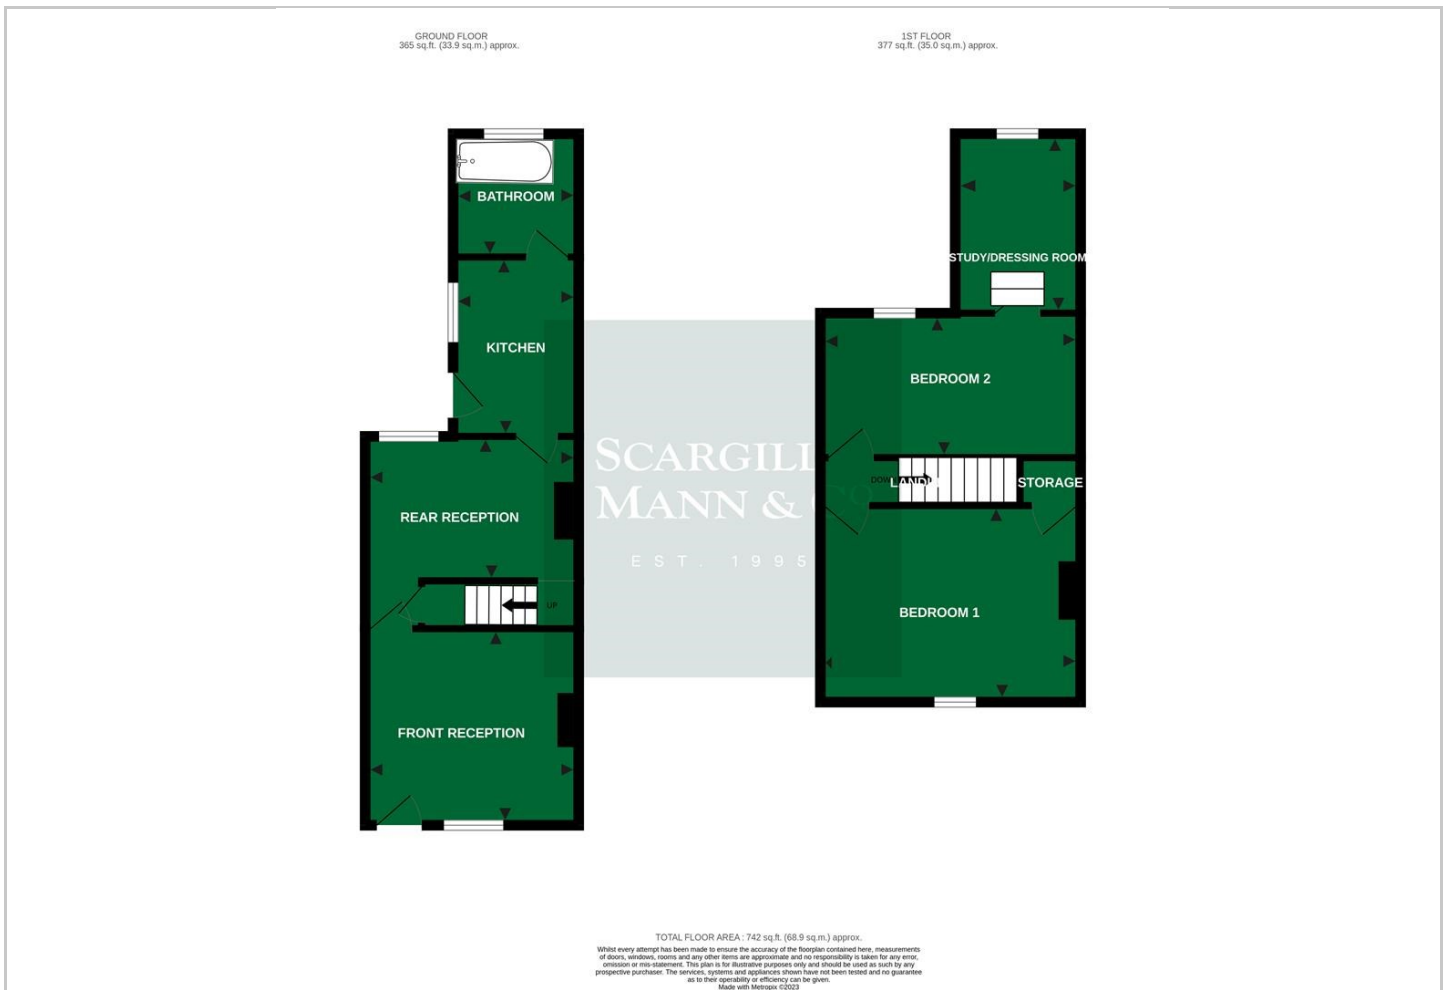 GROUND FLOOR
365 sq.ft. (33.9 sq.m.) approx.
1ST FLOOR
377 sq.ft. (35.0 sq.m.) approx.
BATHROOM
KITCHEN
REAR RECEPTION
UP
FRONT RECEPTION
STUDY/DRESSING ROOM
BEDROOM 2
DOWN
STORAGE
BEDROOM 1
SCARGILL
MANN & CO
EST. 1995
TOTAL FLOOR AREA : 742 sq.ft. (68.9 sq.m.) approx.
Whilst every attempt has been made to ensure the accuracy of the floorplan contained here, measurements
of doors, windows, rooms and any other items are approximate and no responsibility is taken for any error,
omission or mis-statement. This plan is for illustrative purposes only and should be used as such by any
prospective purchaser. The services, systems and appliances shown have not been tested and no guarantee
as to their operability or efficiency can be given.
Made with Metropix ©2023